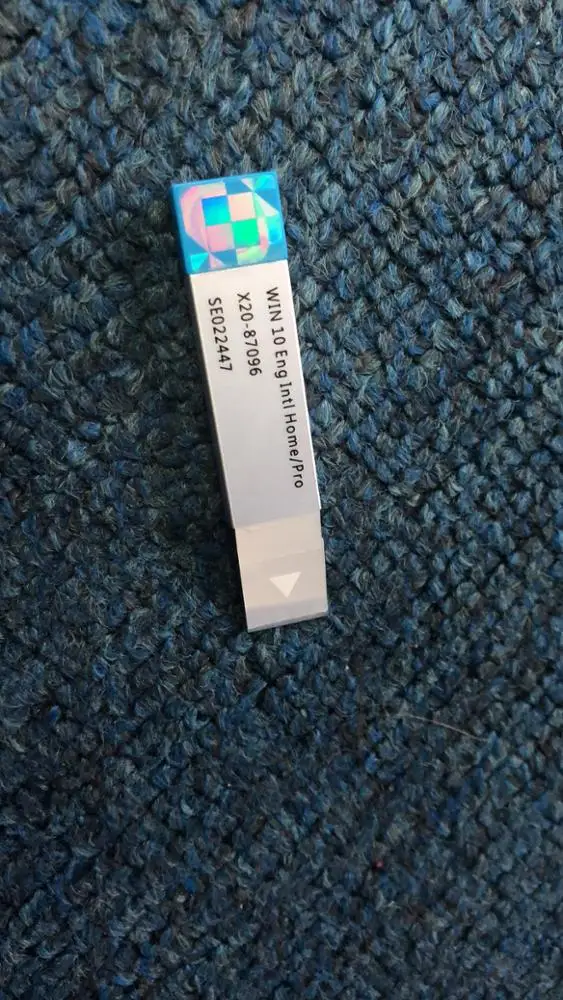 WIN 10 Eng Intl Home/Pro
X20-87096
SE022447